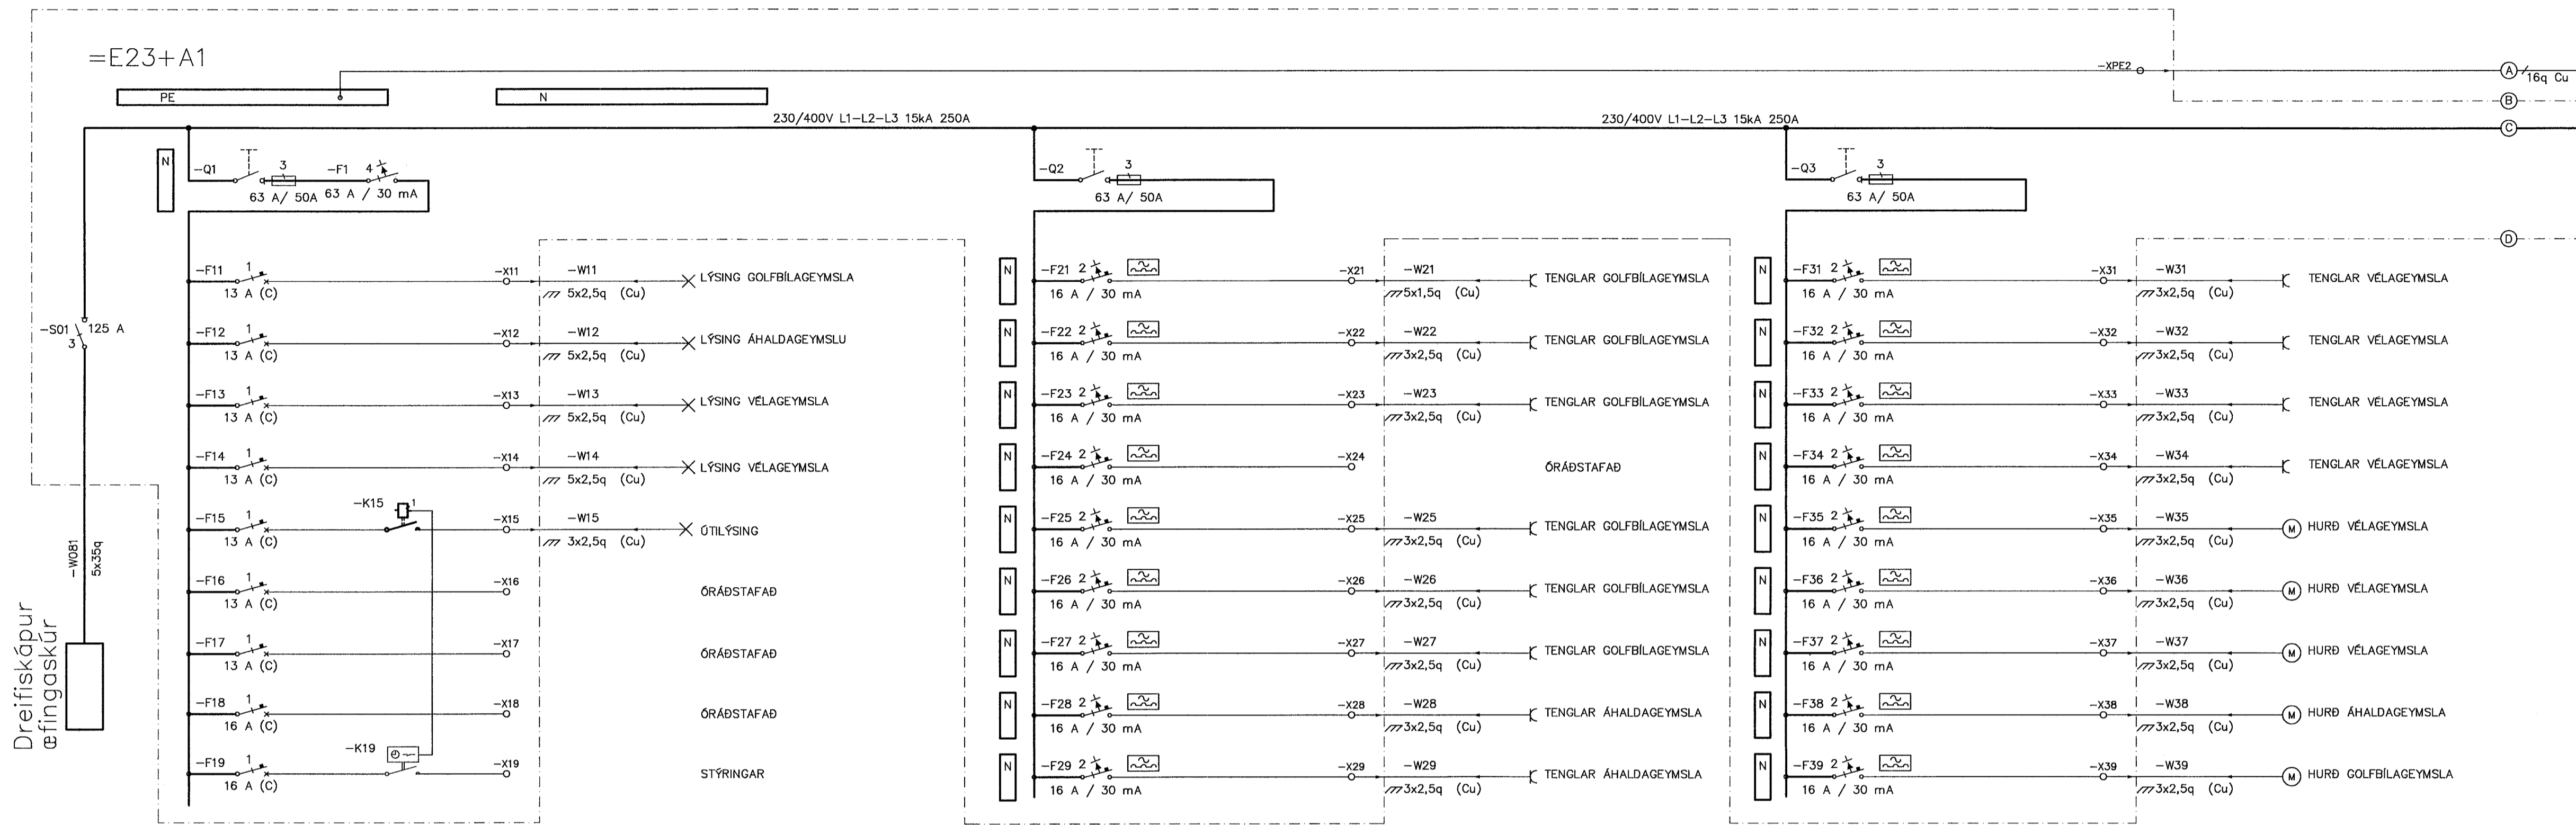 =E23+A1
PE
N
-XPE2
A
16q Cu
B
230/400V L1-L2-L3 15kA 250A
230/400V L1-L2-L3 15kA 250A
C
N
-Q1
3
63 A/ 50A
-F1
4
63 A / 30 mA
-Q2
3
63 A/ 50A
-Q3
3
63 A/ 50A
D
-S01
125 A
3
-W081
5x35q
Dreifiskápur
æfingaskúr
-F11
1
13 A (C)
-X11
-W11
5x2,5q (Cu)
LÝSING GOLFBÍLAGEYMSLA
-F12
1
13 A (C)
-X12
-W12
5x2,5q (Cu)
LÝSING ÁHALDAGEYMSLU
-F13
1
13 A (C)
-X13
-W13
5x2,5q (Cu)
LÝSING VÉLAGEYMSLA
-F14
1
13 A (C)
-X14
-W14
5x2,5q (Cu)
LÝSING VÉLAGEYMSLA
-F15
1
13 A (C)
-K15
1
-X15
-W15
3x2,5q (Cu)
ÚTILÝSING
-F16
1
13 A (C)
-X16
ÓRÁÐSTAFAÐ
-F17
1
13 A (C)
-X17
ÓRÁÐSTAFAÐ
-F18
1
16 A (C)
-X18
ÓRÁÐSTAFAÐ
-F19
1
16 A (C)
-K19
-X19
STÝRINGAR
N
-F21 2
16 A / 30 mA
-X21
-W21
5x1,5q (Cu)
TENGLAR GOLFBÍLAGEYMSLA
N
-F22 2
16 A / 30 mA
-X22
-W22
3x2,5q (Cu)
TENGLAR GOLFBÍLAGEYMSLA
N
-F23 2
16 A / 30 mA
-X23
-W23
3x2,5q (Cu)
TENGLAR GOLFBÍLAGEYMSLA
N
-F24 2
16 A / 30 mA
-X24
ÓRÁÐSTAFAÐ
N
-F25 2
16 A / 30 mA
-X25
-W25
3x2,5q (Cu)
TENGLAR GOLFBÍLAGEYMSLA
N
-F26 2
16 A / 30 mA
-X26
-W26
3x2,5q (Cu)
TENGLAR GOLFBÍLAGEYMSLA
N
-F27 2
16 A / 30 mA
-X27
-W27
3x2,5q (Cu)
TENGLAR GOLFBÍLAGEYMSLA
N
-F28 2
16 A / 30 mA
-X28
-W28
3x2,5q (Cu)
TENGLAR ÁHALDAGEYMSLA
N
-F29 2
16 A / 30 mA
-X29
-W29
3x2,5q (Cu)
TENGLAR ÁHALDAGEYMSLA
N
-F31 2
16 A / 30 mA
-X31
-W31
3x2,5q (Cu)
TENGLAR VÉLAGEYMSLA
N
-F32 2
16 A / 30 mA
-X32
-W32
3x2,5q (Cu)
TENGLAR VÉLAGEYMSLA
N
-F33 2
16 A / 30 mA
-X33
-W33
3x2,5q (Cu)
TENGLAR VÉLAGEYMSLA
N
-F34 2
16 A / 30 mA
-X34
-W34
3x2,5q (Cu)
TENGLAR VÉLAGEYMSLA
N
-F35 2
16 A / 30 mA
-X35
-W35
3x2,5q (Cu)
M
HURÐ VÉLAGEYMSLA
N
-F36 2
16 A / 30 mA
-X36
-W36
3x2,5q (Cu)
M
HURÐ VÉLAGEYMSLA
N
-F37 2
16 A / 30 mA
-X37
-W37
3x2,5q (Cu)
M
HURÐ VÉLAGEYMSLA
N
-F38 2
16 A / 30 mA
-X38
-W38
3x2,5q (Cu)
M
HURÐ ÁHALDAGEYMSLA
N
-F39 2
16 A / 30 mA
-X39
-W39
3x2,5q (Cu)
M
HURÐ GOLFBÍLAGEYMSLA